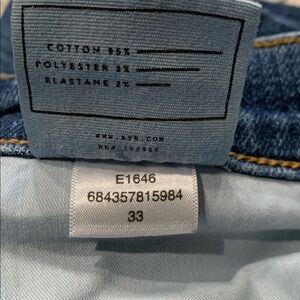 COTTON 95%
POLYESTER 3%
ELASTANE 2%
WWW.AYR.COM
E1646
684357815984
33